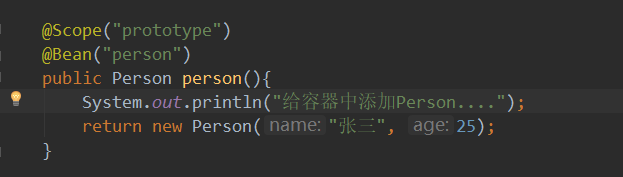 @Scope("prototype")
@Bean("person")
public Person person(){
System.out.println("给容器中添加Person....");
return new Person( name: "张三", age: 25);
}